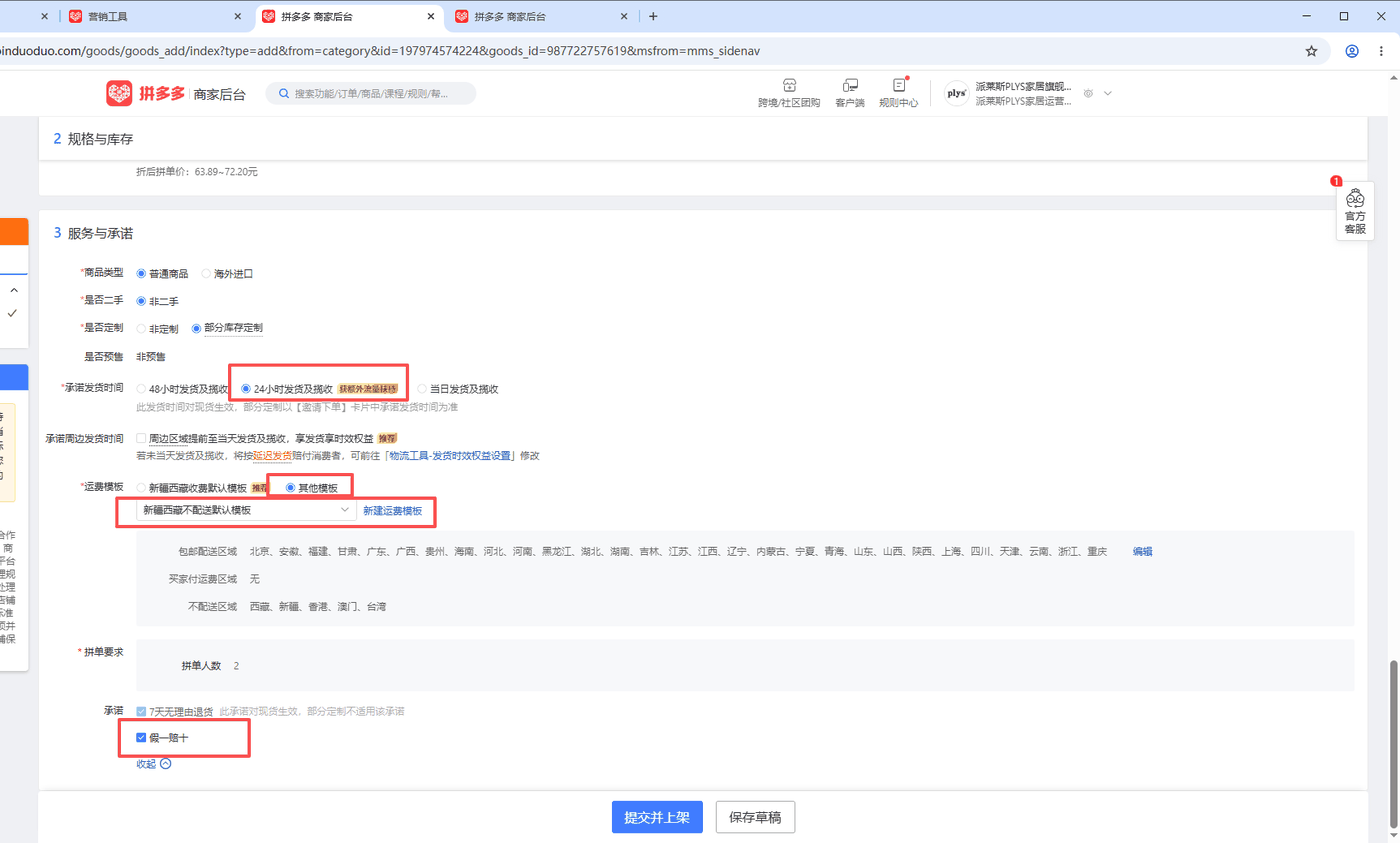 营销工具
拼多多 商家后台
拼多多 商家后台
induoduo.com/goods/goods_add/index?type=add&from=category&id=197974574224&goods_id=987722757619&msfrom=mms_sidenav
拼多多 商家后台
搜索功能/订单/商品/课程/规则/帮...
跨境/社区团购
客户端
规则中心
plys
派莱斯PLYS家居旗舰...
派莱斯PLYS家居运营...
2 规格与库存
折后拼单价：63.89~72.20元
1
官方
客服
3 服务与承诺
*商品类型 普通商品 海外进口
*是否二手 非二手
*是否定制 非定制 部分库存定制
是否预售 非预售
*承诺发货时间 48小时发货及揽收 24小时发货及揽收 获额外流量扶持 当日发货及揽收
此发货时间对现货生效，部分定制以【邀请下单】卡片中承诺发货时间为准
承诺周边发货时间 周边区域提前至当天发货及揽收，享发货享时效权益 推荐
若未当天发货及揽收，将按延迟发货赔付消费者，可前往「物流工具-发货时效权益设置」修改
*运费模板 新疆西藏收费默认模板 推荐 其他模板
新疆西藏不配送默认模板 新建运费模板
包邮配送区域 北京、安徽、福建、甘肃、广东、广西、贵州、海南、河北、河南、黑龙江、湖北、湖南、吉林、江苏、江西、辽宁、内蒙古、宁夏、青海、山东、山西、陕西、上海、四川、天津、云南、浙江、重庆 编辑
买家付运费区域 无
不配送区域 西藏、新疆、香港、澳门、台湾
* 拼单要求
拼单人数 2
承诺 7天无理由退货 此承诺对现货生效，部分定制不适用该承诺
假一赔十
收起
合作
商
平台
理规
处理
店铺
标准
须并
铺保
提交并上架 保存草稿